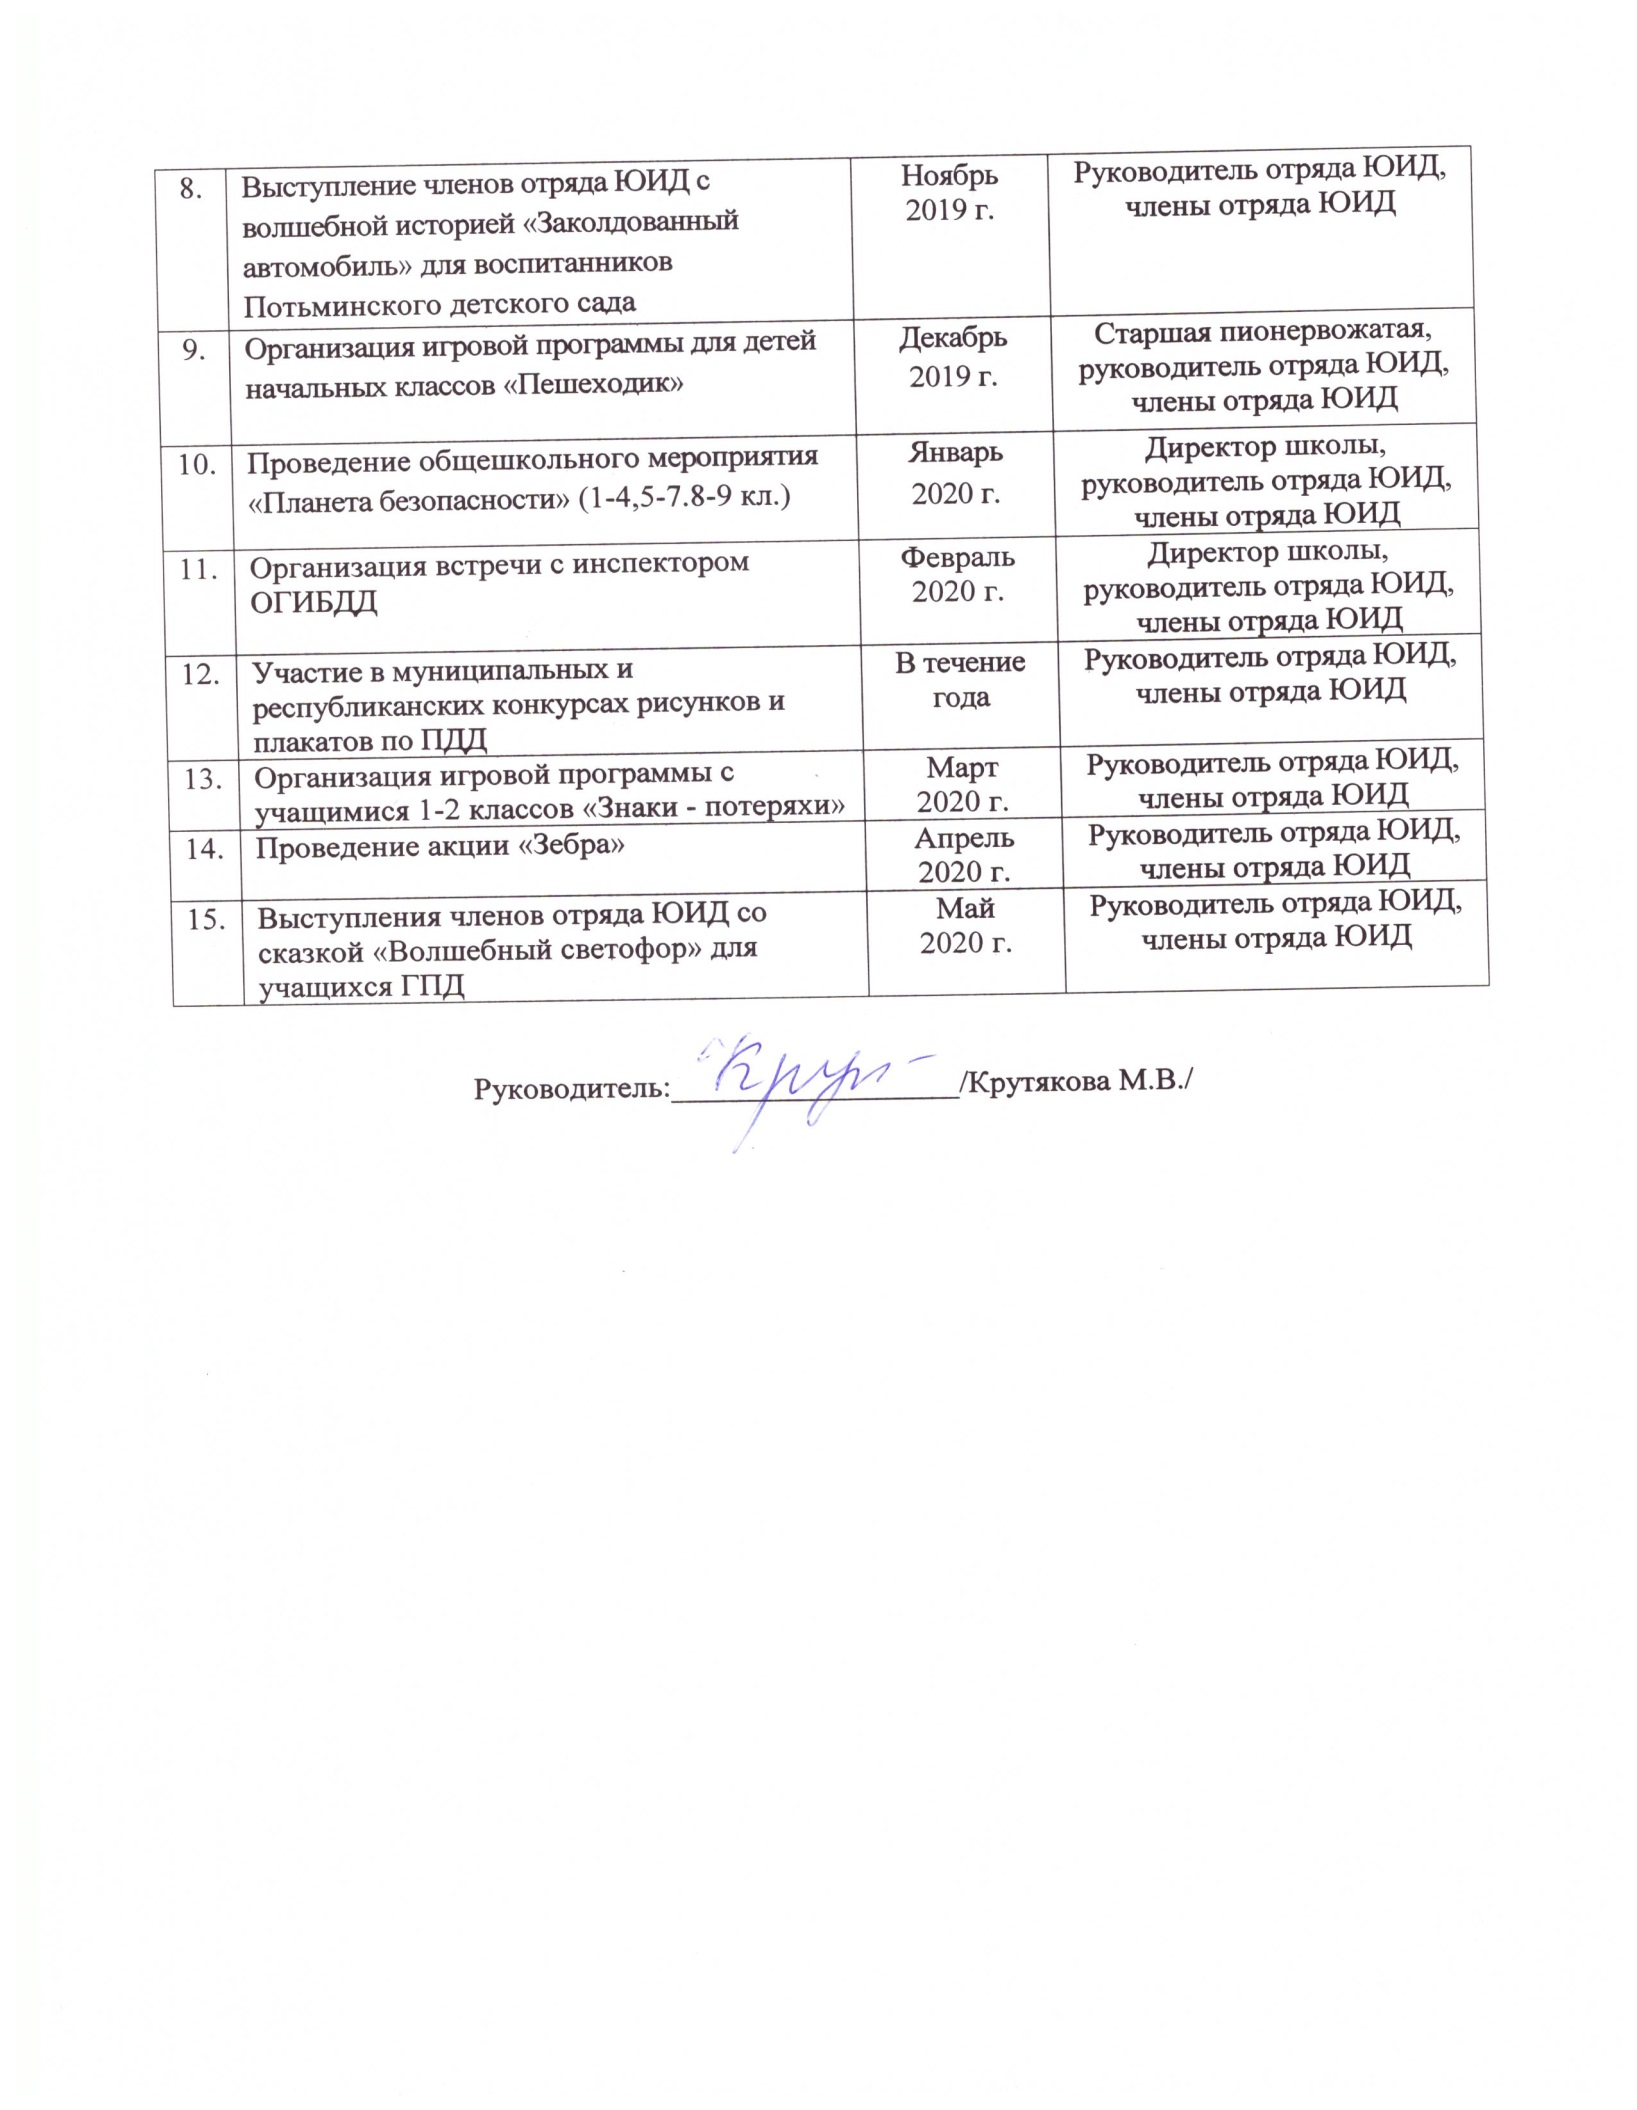 8. Выступление членов отряда ЮИД с
волшебной историей «Заколдованный
автомобиль» для воспитанников
Потьминского детского сада
Ноябрь
2019 г.
Руководитель отряда ЮИД,
члены отряда ЮИД
9. Организация игровой программы для детей
начальных классов «Пешеходик»
Декабрь
2019 г.
Старшая пионервожатая,
руководитель отряда ЮИД,
члены отряда ЮИД
10. Проведение общешкольного мероприятия
«Планета безопасности» (1-4,5-7.8-9 кл.)
Январь
2020 г.
Директор школы,
руководитель отряда ЮИД,
члены отряда ЮИД
11. Организация встречи с инспектором
ОГИБДД
Февраль
2020 г.
Директор школы,
руководитель отряда ЮИД,
члены отряда ЮИД
12. Участие в муниципальных и
республиканских конкурсах рисунков и
плакатов по ПДД
В течение
года
Руководитель отряда ЮИД,
члены отряда ЮИД
13. Организация игровой программы с
учащимися 1-2 классов «Знаки - потеряхи»
Март
2020 г.
Руководитель отряда ЮИД,
члены отряда ЮИД
14. Проведение акции «Зебра»
Апрель
2020 г.
Руководитель отряда ЮИД,
члены отряда ЮИД
15. Выступления членов отряда ЮИД со
сказкой «Волшебный светофор» для
учащихся ГПД
Май
2020 г.
Руководитель отряда ЮИД,
члены отряда ЮИД
Руководитель: /Крутякова М.В./